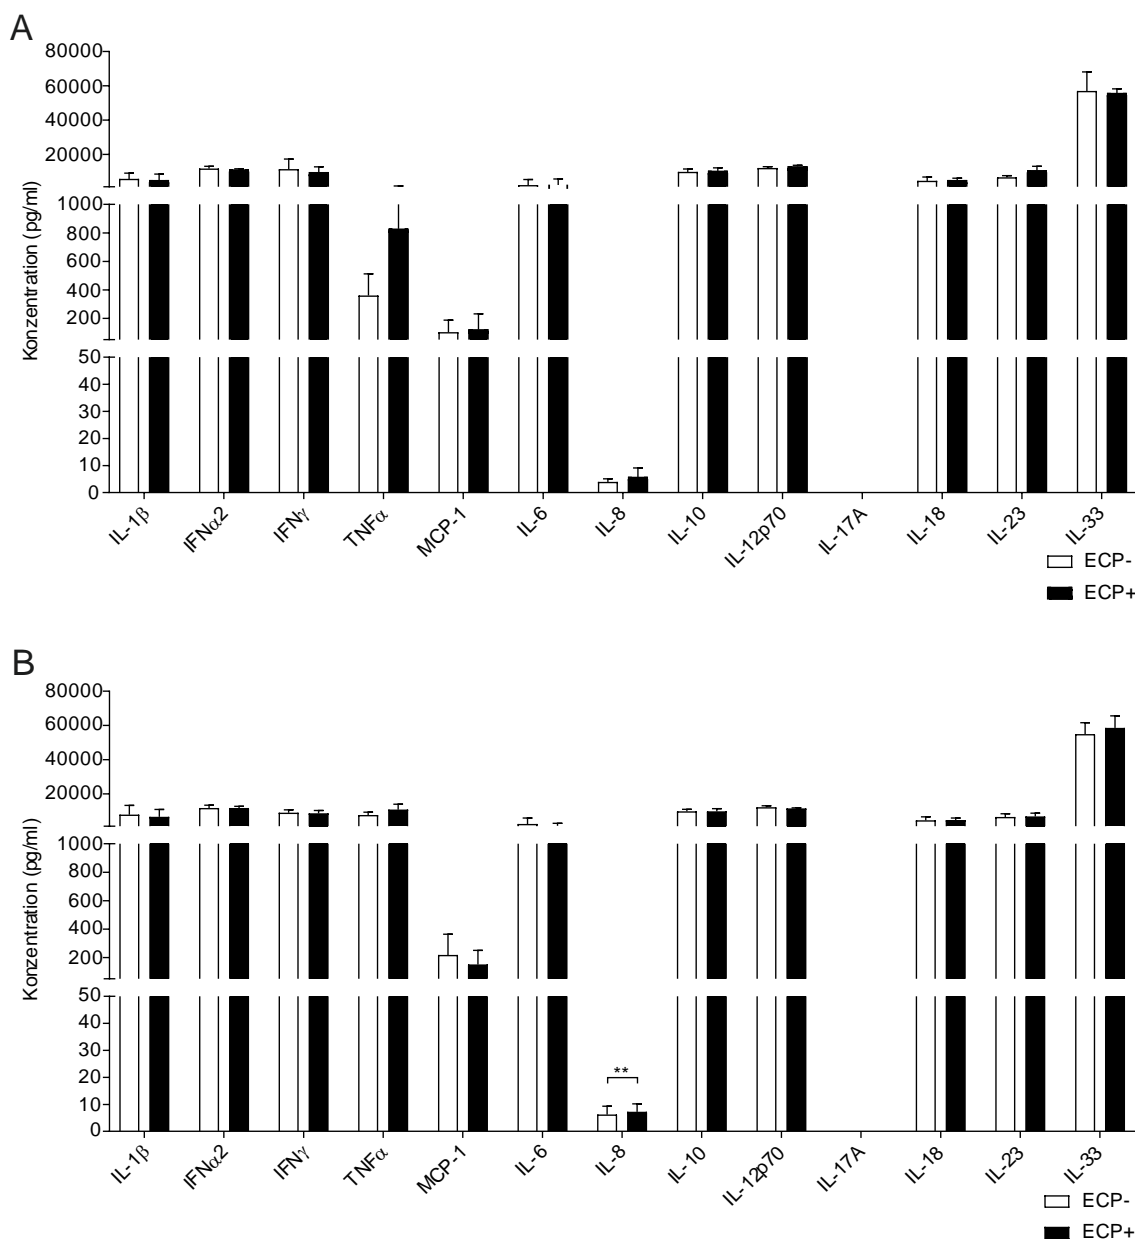 A
80000
60000
40000
20000
1000
800
600
400
200
50
40
30
20
10
0
Konzentration (pg/ml)
IL-1β
IFNα2
IFNγ
TNFα
MCP-1
IL-6
IL-8
IL-10
IL-12p70
IL-17A
IL-18
IL-23
IL-33
ECP-
ECP+
B
80000
60000
40000
20000
1000
800
600
400
200
50
40
30
20
10
0
Konzentration (pg/ml)
**
IL-1β
IFNα2
IFNγ
TNFα
MCP-1
IL-6
IL-8
IL-10
IL-12p70
IL-17A
IL-18
IL-23
IL-33
ECP-
ECP+